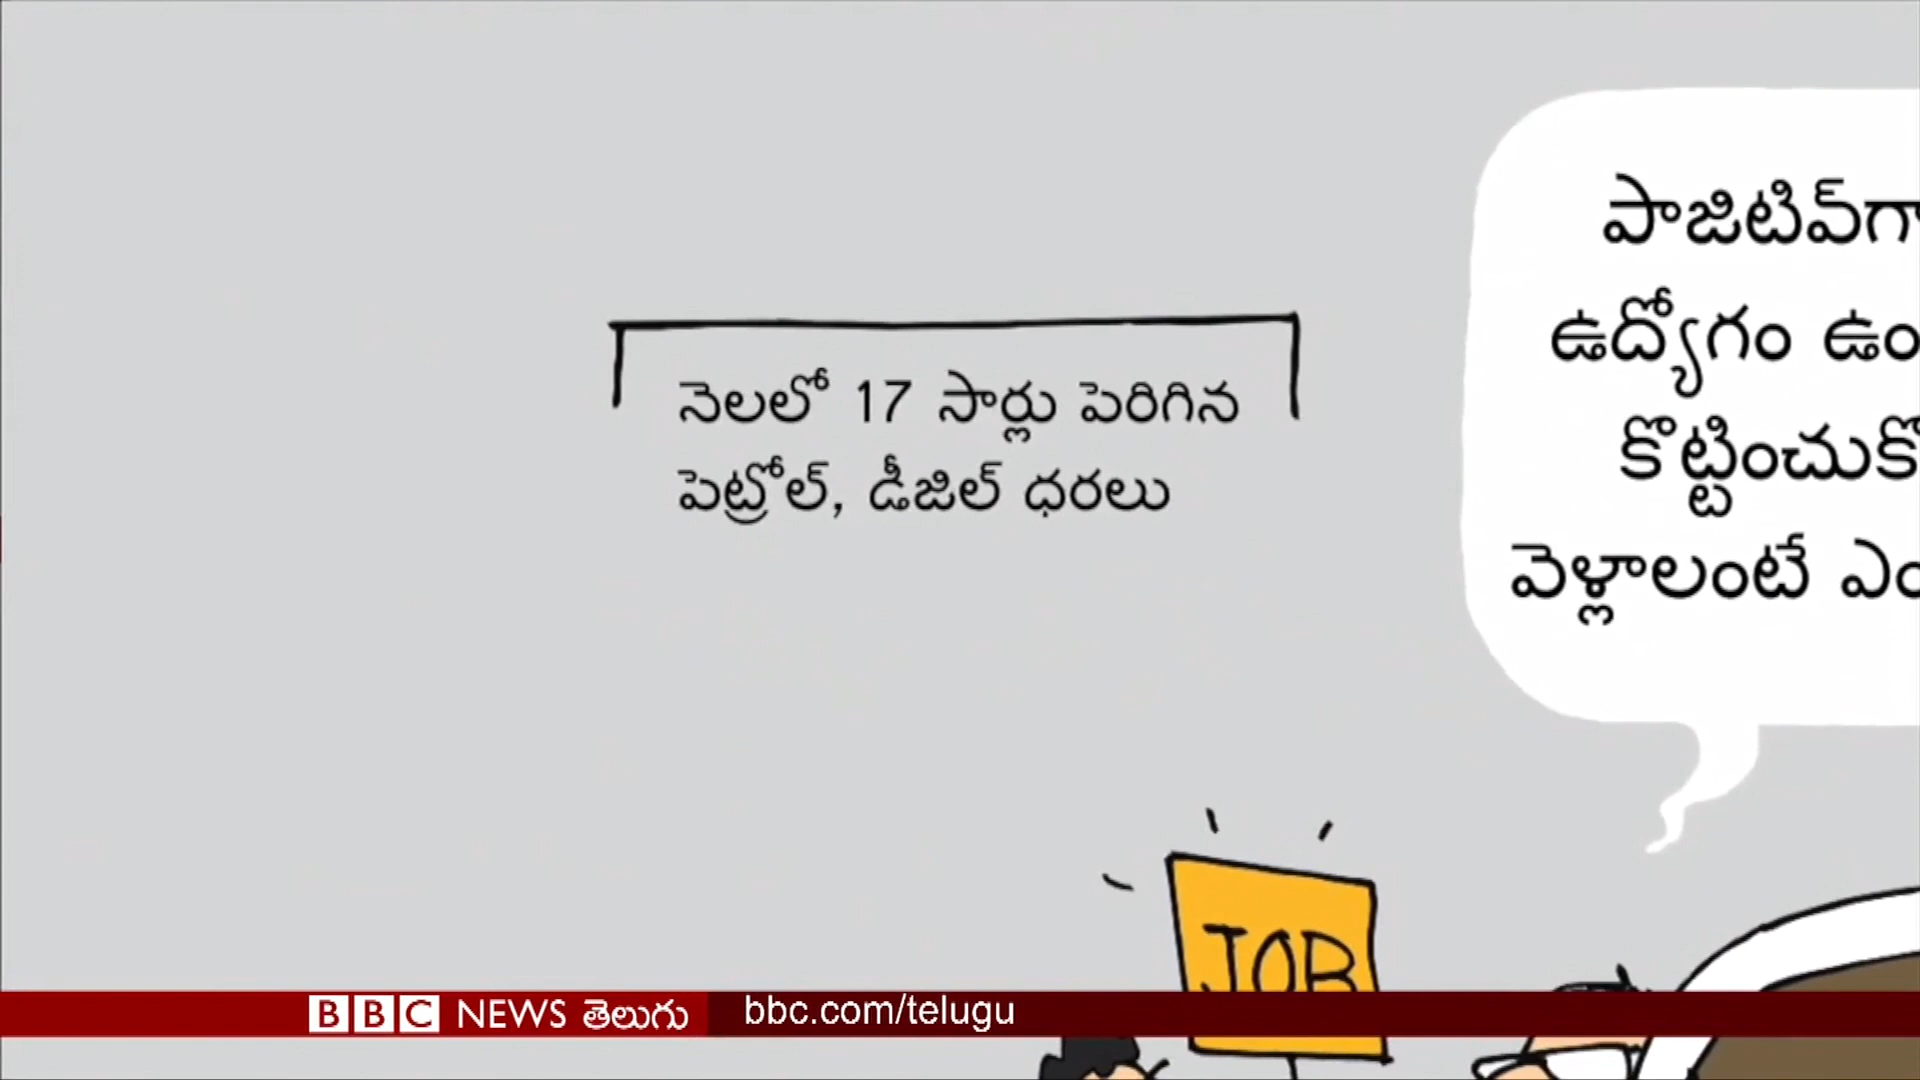 నెలలో 17 సార్లు పెరిగిన
పెట్రోల్, డీజిల్ ధరలు
పాజిటివ్‌గా
ఉద్యోగం
వెళ్లాలంటే
JOB
BBC NEWS తెలుగు
bbc.com/telugu